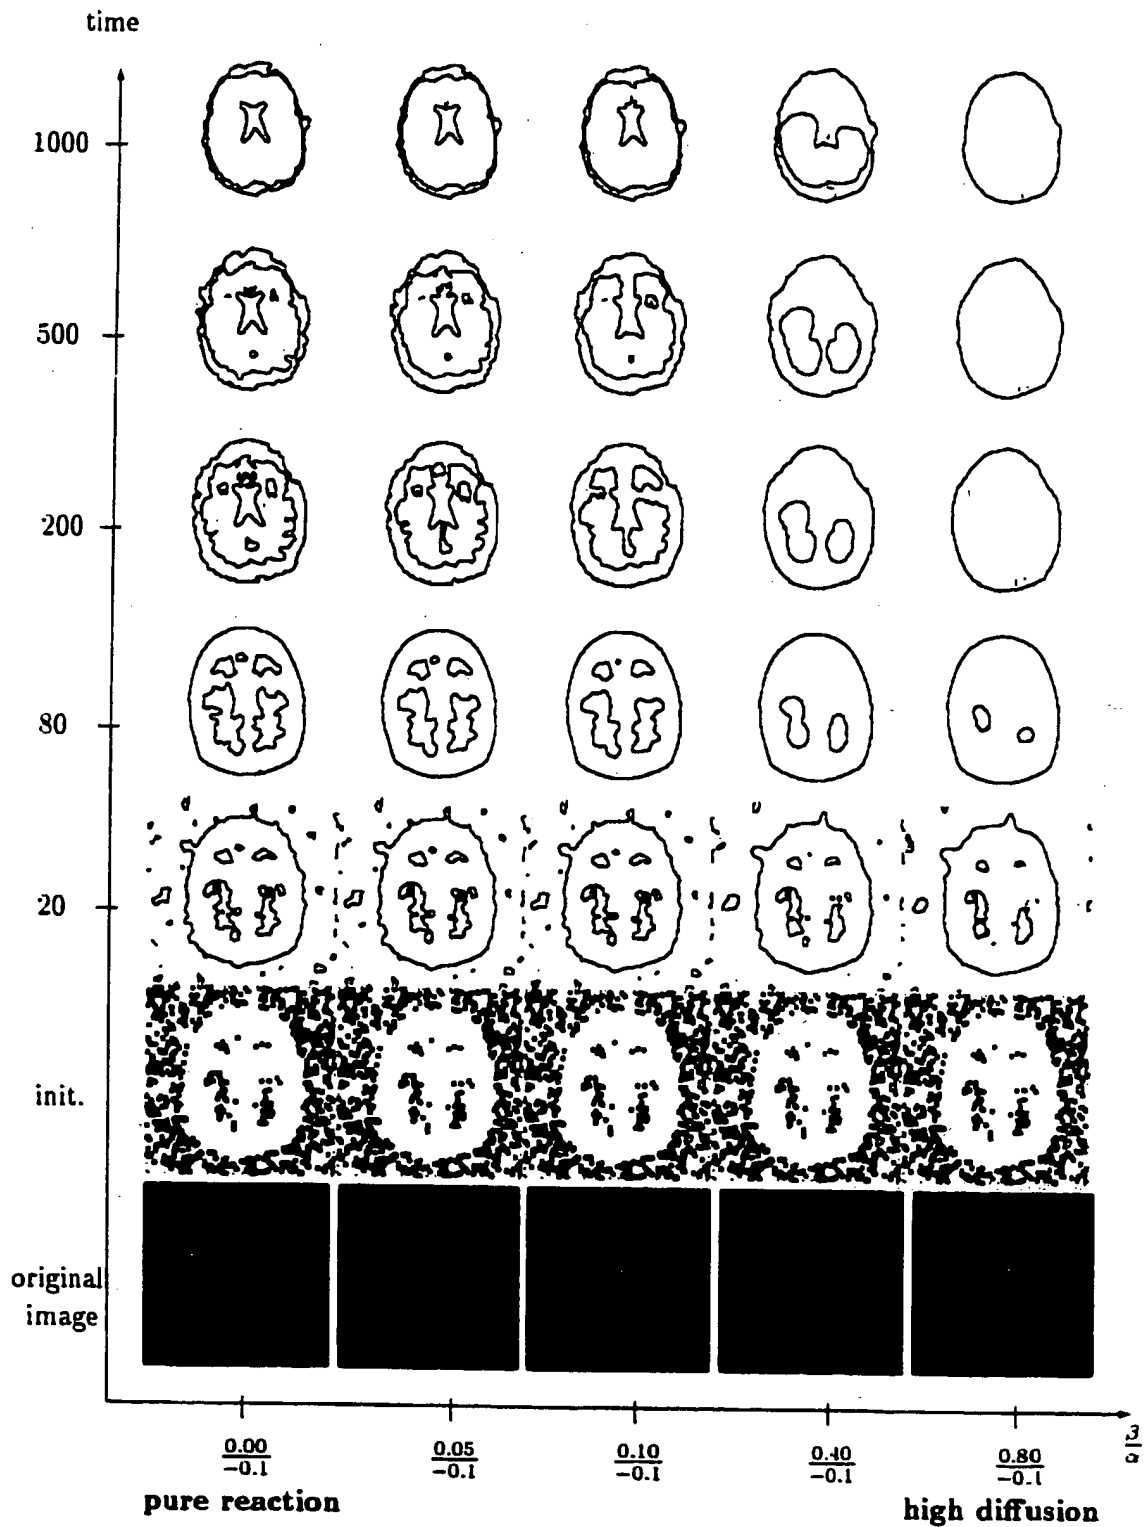 time
1000
500
200
80
20
init.
original
image
0.00
-0.1
0.05
-0.1
0.10
-0.1
0.40
-0.1
0.80
-0.1
β
α
pure reaction
high diffusion